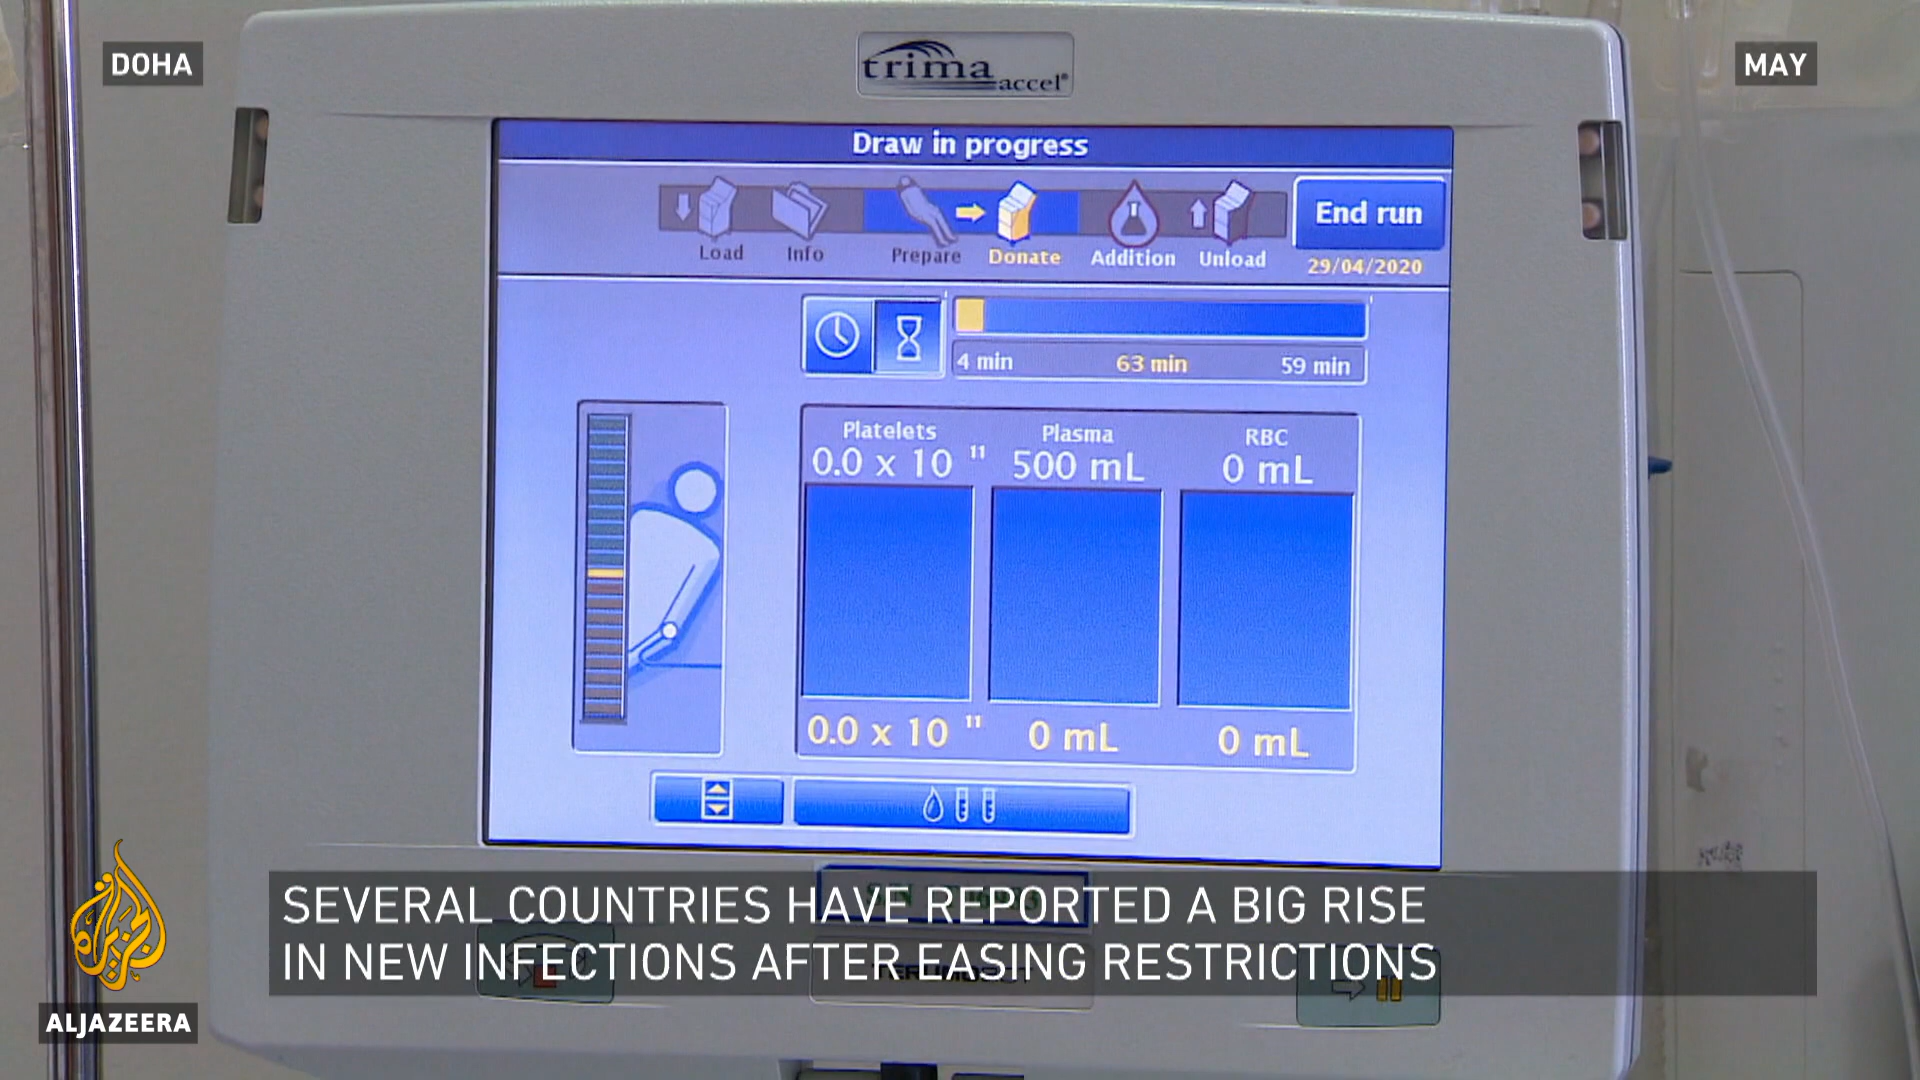 DOHA
MAY
trima
accel®
Draw in progress
Load
Info
Prepare
Donate
Addition
Unload
End run
29/04/2020
4 min
63 min
59 min
Platelets
Plasma
RBC
0.0 x 10 11
500 mL
0 mL
0.0 x 10 11
0 mL
0 mL
SEVERAL COUNTRIES HAVE REPORTED A BIG RISE
IN NEW INFECTIONS AFTER EASING RESTRICTIONS
الجزيرة
ALJAZEERA